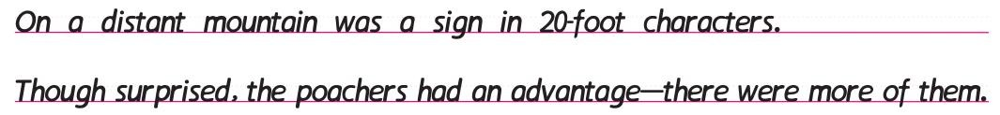 On a distant mountain was a sign in 20-foot characters.
Though surprised, the poachers had an advantage—there were more of them.